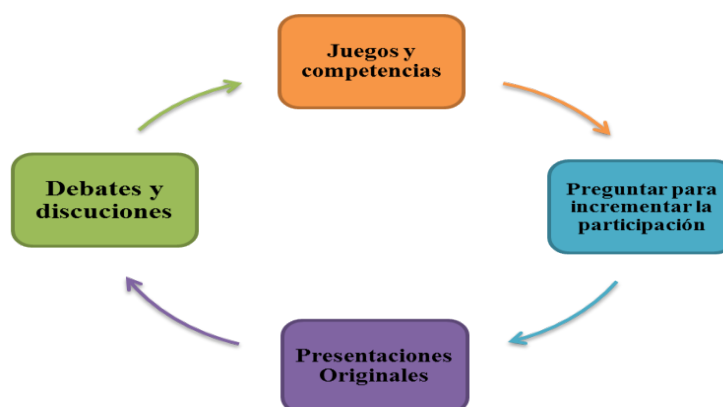 Juegos y
competencias
Preguntar para
incrementar la
participación
Presentaciones
Originales
Debates y
discuciones